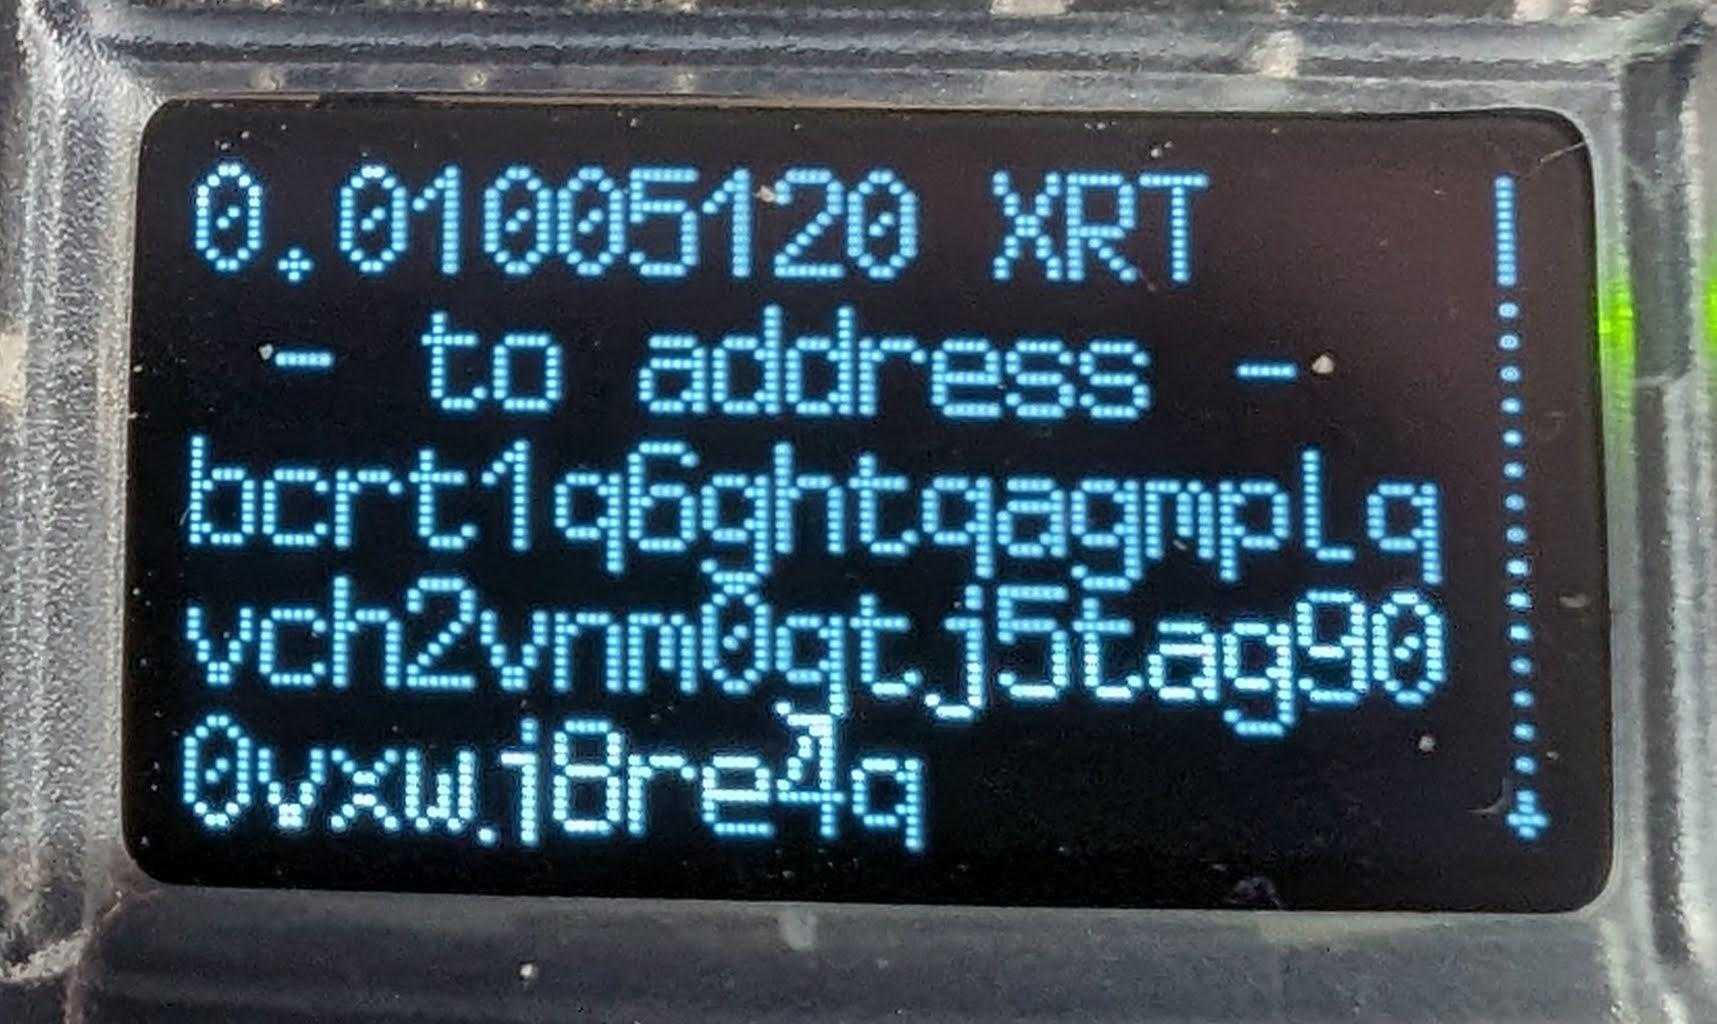 0.01005120 XRT
- to address -
bcrt1q6ghtqagmplq
vch2vnm0gtj5tag90
0vxwj8re4q